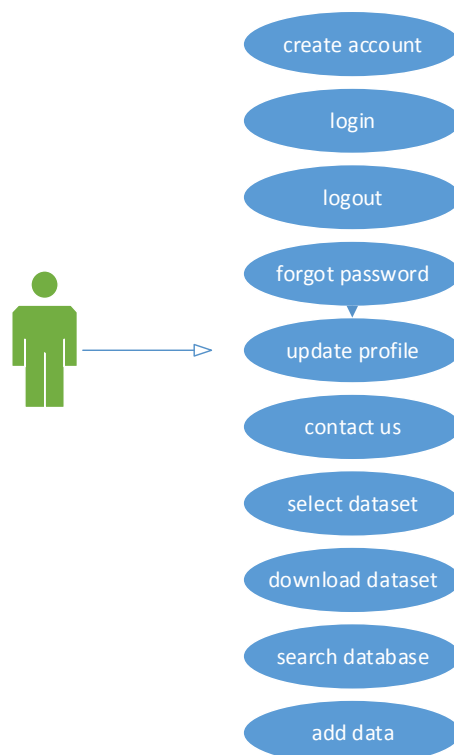 create account
login
logout
forgot password
update profile
contact us
select dataset
download dataset
search database
add data